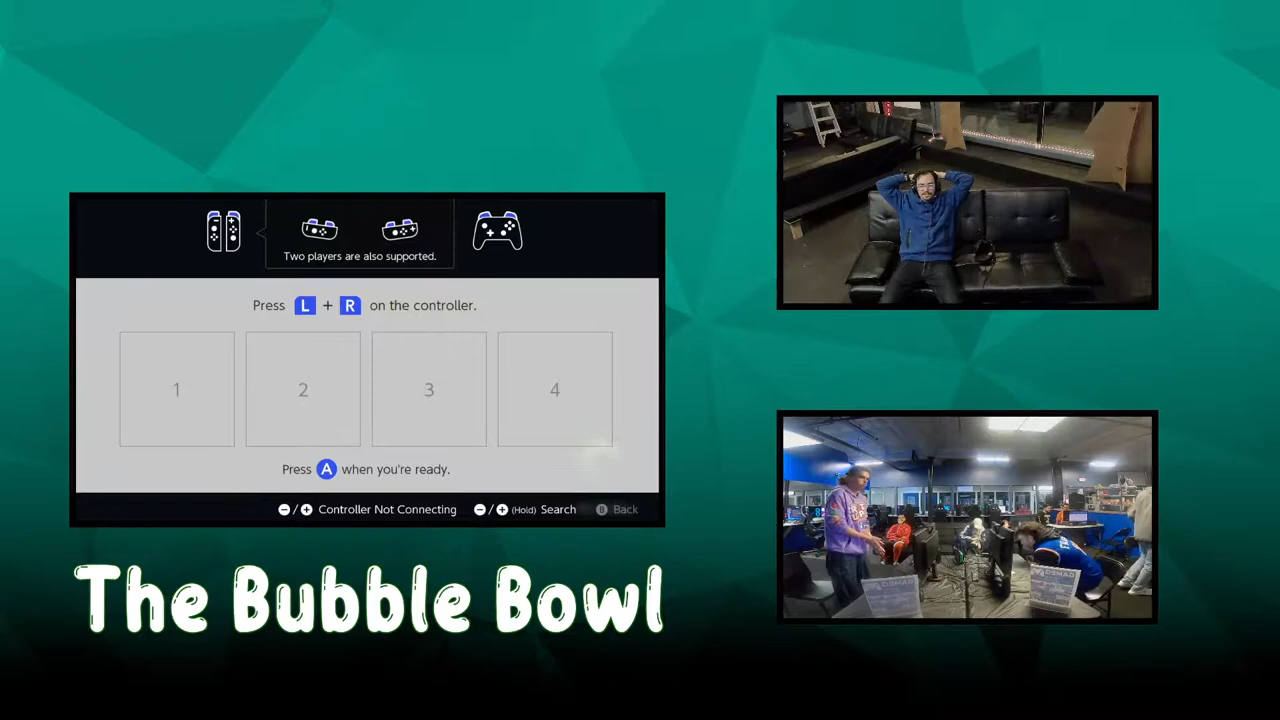 Two players are also supported.
Press L + R on the controller.
1 2 3 4
Press A when you're ready.
-/+ Controller Not Connecting -/+ (Hold) Search B Back
The Bubble Bowl